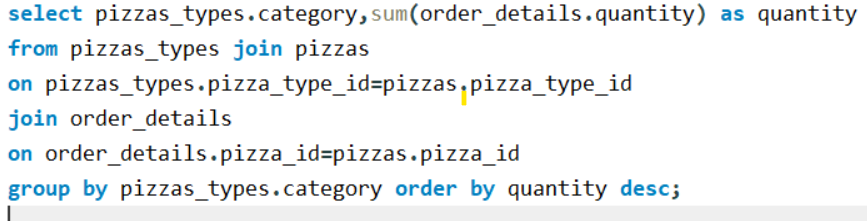 select pizzas_types.category,sum(order_details.quantity) as quantity
from pizzas_types join pizzas
on pizzas_types.pizza_type_id=pizzas.pizza_type_id
join order_details
on order_details.pizza_id=pizzas.pizza_id
group by pizzas_types.category order by quantity desc;